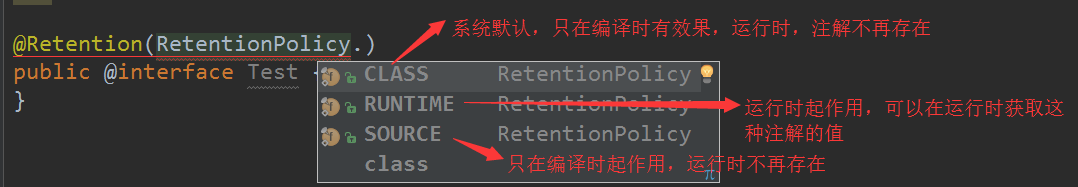 系统默认，只在编译时有效果，运行时，注解不再存在
@Retention(RetentionPolicy.)
public @interface Test {
}
CLASS RetentionPolicy
RUNTIME RetentionPolicy
SOURCE RetentionPolicy
class
运行时起作用，可以在运行时获取这
种注解的值
只在编译时起作用，运行时不再存在
π